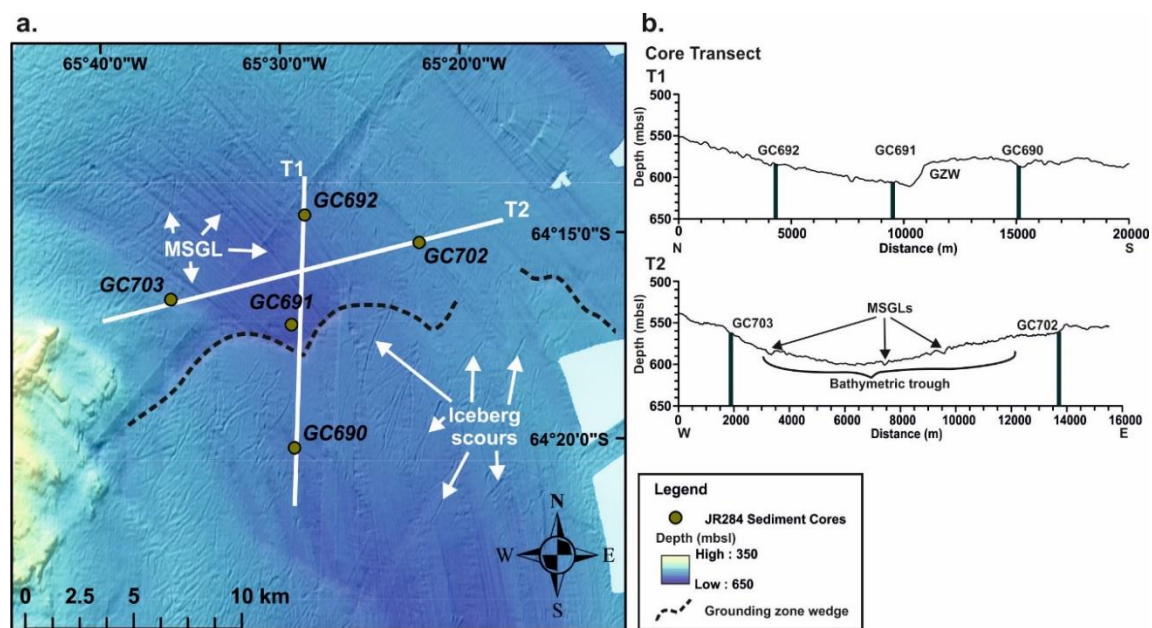 a.
65°40'0"W 65°30'0"W 65°20'0"W
T1
GC692
T2
MSGL
GC702
64°15'0"S
GC703
GC691
Iceberg
scours
GC690
64°20'0"S
N
W E
S
0 2.5 5 10 km
b.
Core Transect
T1
Depth (mbsl)
500
550
600
650
GC692 GC691 GC690
GZW
0 5000 10000 15000 20000
N Distance (m) S
T2
Depth (mbsl)
500
550
600
650
MSGLs
GC703 GC702
Bathymetric trough
0 2000 4000 6000 8000 10000 12000 14000 16000
W Distance (m) E
Legend
JR284 Sediment Cores
Depth (mbsl)
High : 350
Low : 650
Grounding zone wedge